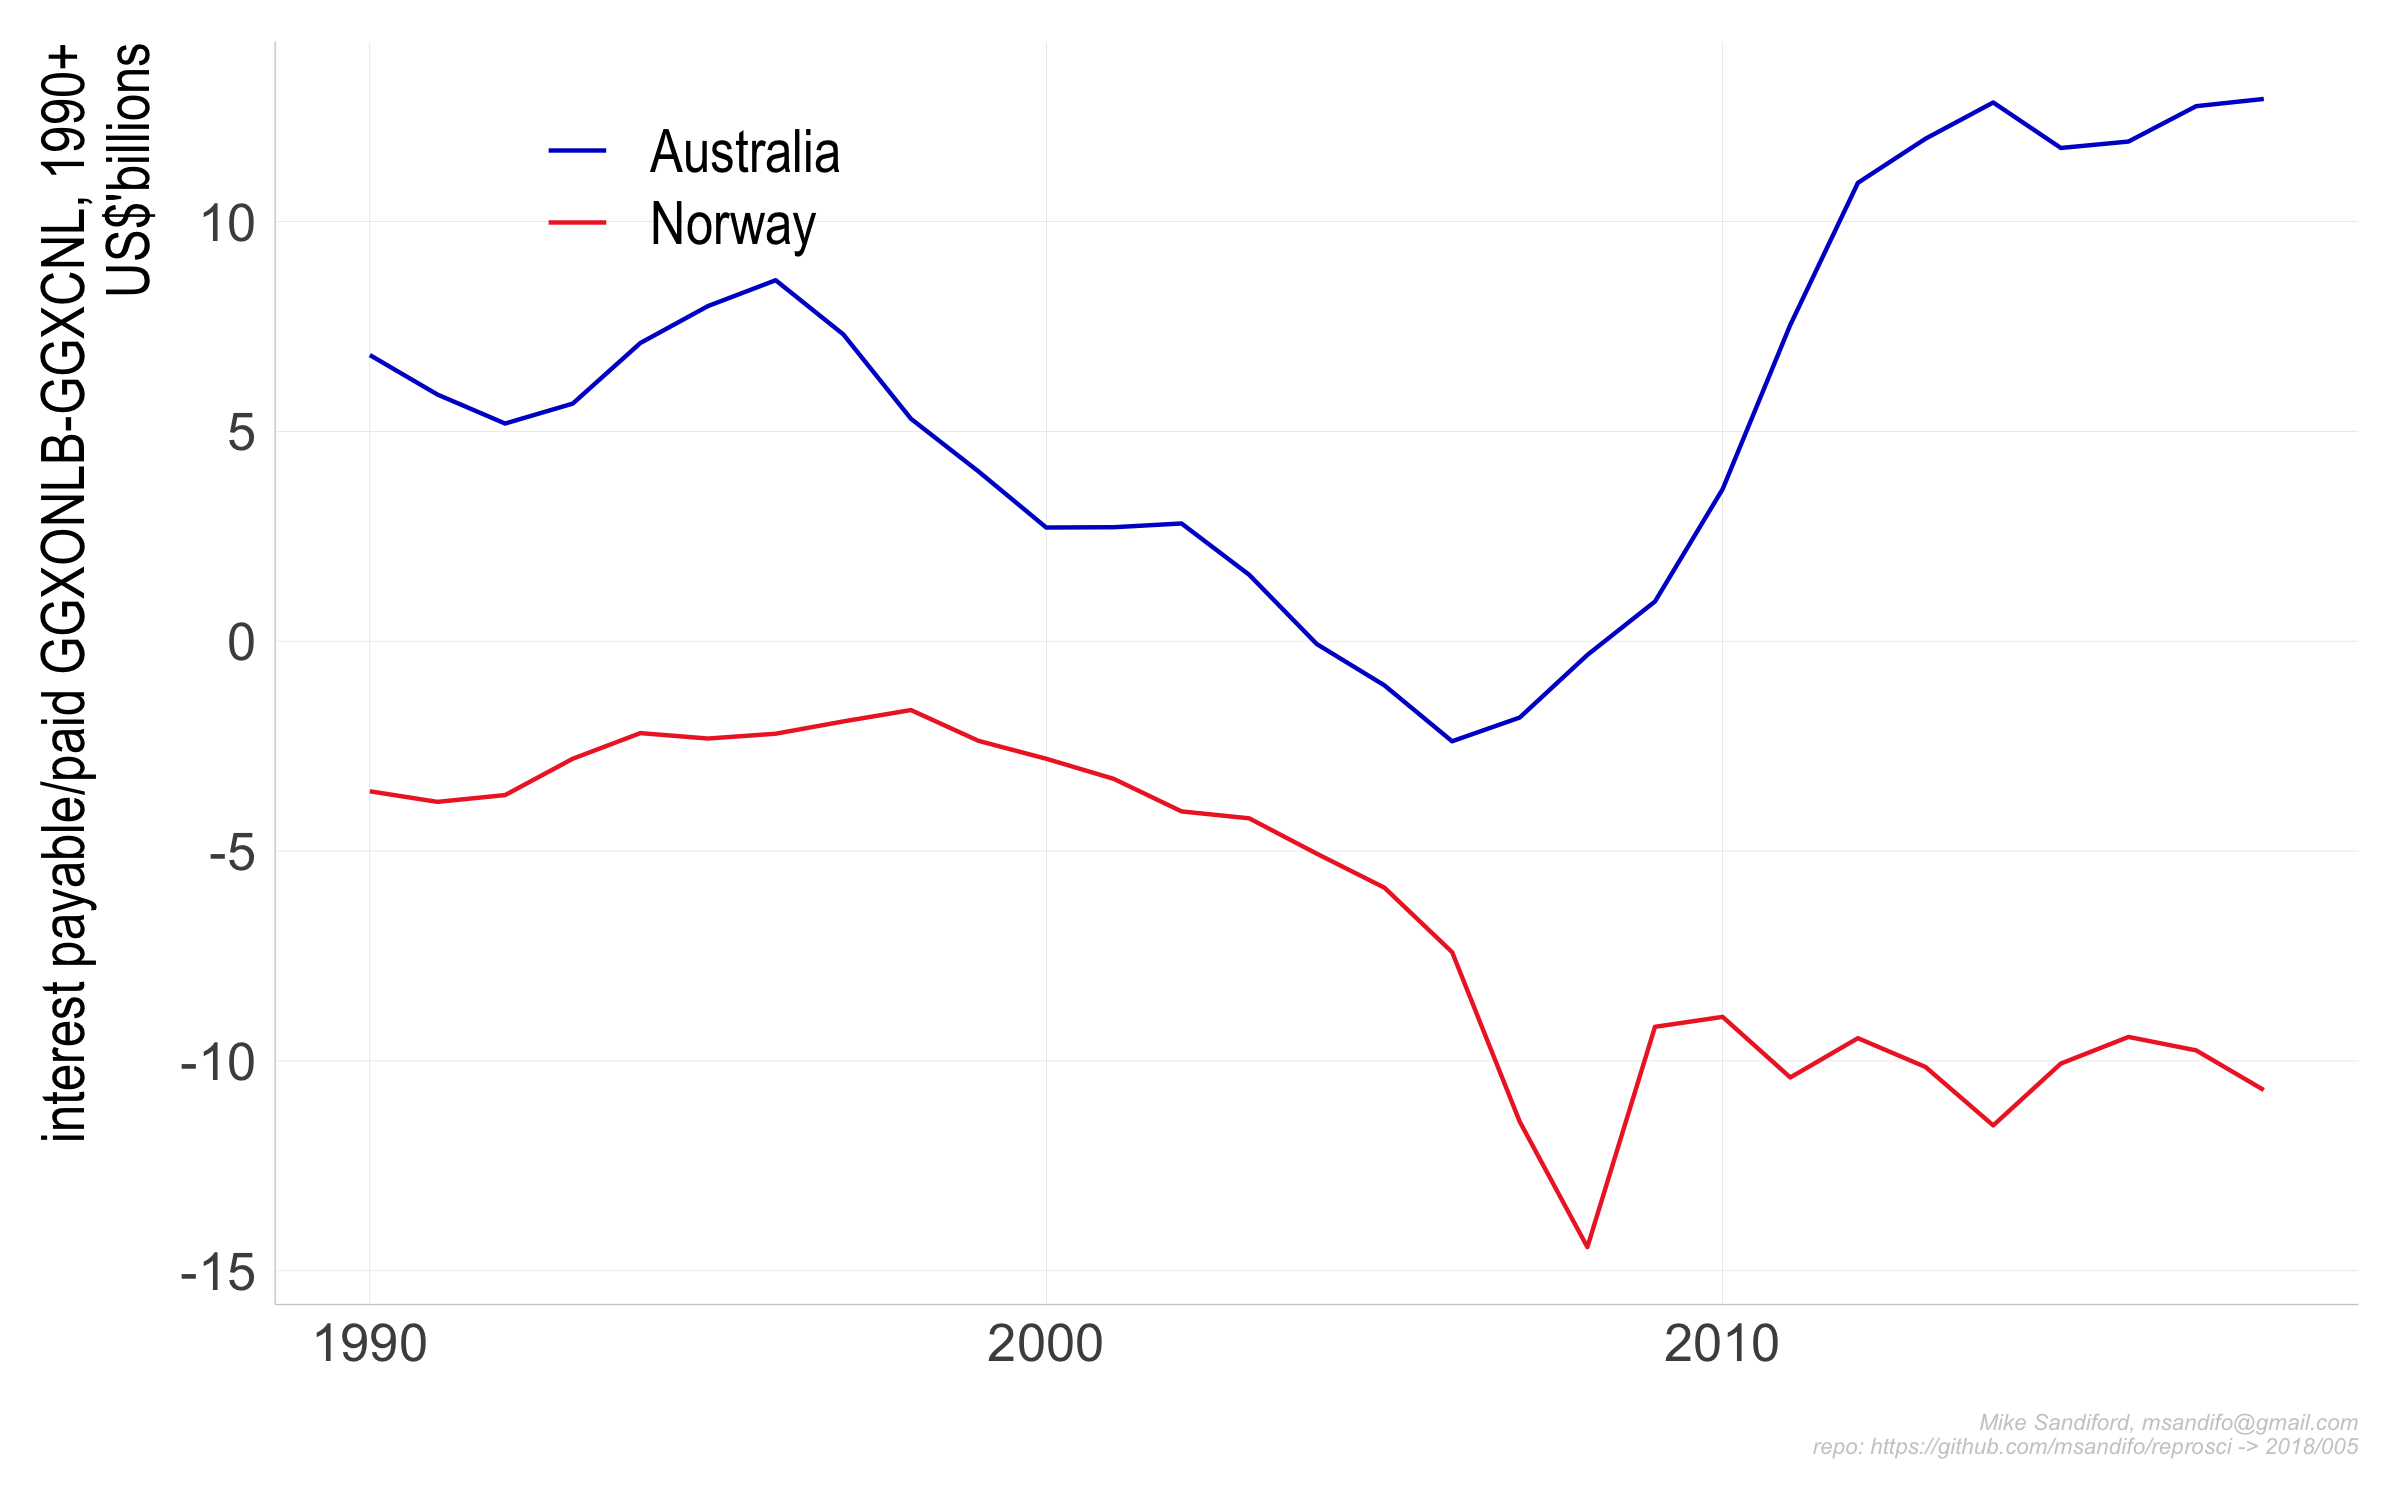 interest payable/paid GGXONLB-GGXCNL, 1990+
US$'billions
Australia
Norway
10
5
0
-5
-10
-15
1990
2000
2010
Mike Sandiford, msandifo@gmail.com
repo: https://github.com/msandifo/reprosci -> 2018/005